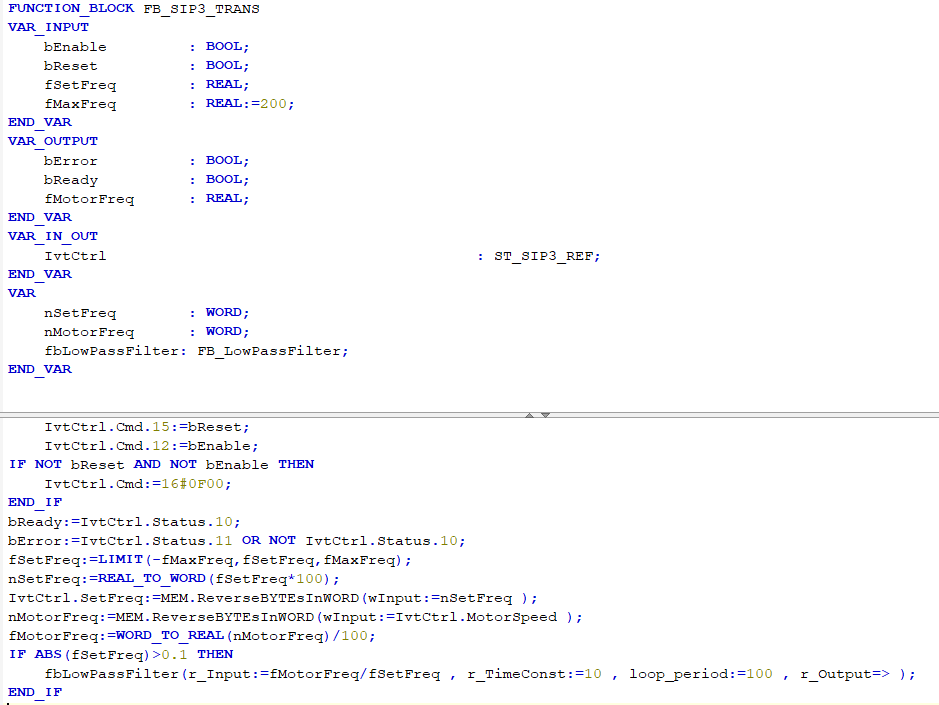 FUNCTION_BLOCK FB_SIP3_TRANS
VAR_INPUT
    bEnable         : BOOL;
    bReset          : BOOL;
    fSetFreq        : REAL;
    fMaxFreq        : REAL:=200;
END_VAR
VAR_OUTPUT
    bError          : BOOL;
    bReady          : BOOL;
    fMotorFreq      : REAL;
END_VAR
VAR_IN_OUT
    IvtCtrl                                         : ST_SIP3_REF;
END_VAR
VAR
    nSetFreq        : WORD;
    nMotorFreq      : WORD;
    fbLowPassFilter: FB_LowPassFilter;
END_VAR
    IvtCtrl.Cmd.15:=bReset;
    IvtCtrl.Cmd.12:=bEnable;
IF NOT bReset AND NOT bEnable THEN
    IvtCtrl.Cmd:=16#0F00;
END_IF
bReady:=IvtCtrl.Status.10;
bError:=IvtCtrl.Status.11 OR NOT IvtCtrl.Status.10;
fSetFreq:=LIMIT(-fMaxFreq,fSetFreq,fMaxFreq);
nSetFreq:=REAL_TO_WORD(fSetFreq*100);
IvtCtrl.SetFreq:=MEM.ReverseBYTEsInWORD(wInput:=nSetFreq );
nMotorFreq:=MEM.ReverseBYTEsInWORD(wInput:=IvtCtrl.MotorSpeed );
fMotorFreq:=WORD_TO_REAL(nMotorFreq)/100;
IF ABS(fSetFreq)>0.1 THEN
    fbLowPassFilter(r_Input:=fMotorFreq/fSetFreq , r_TimeConst:=10 , loop_period:=100 , r_Output=> );
END_IF